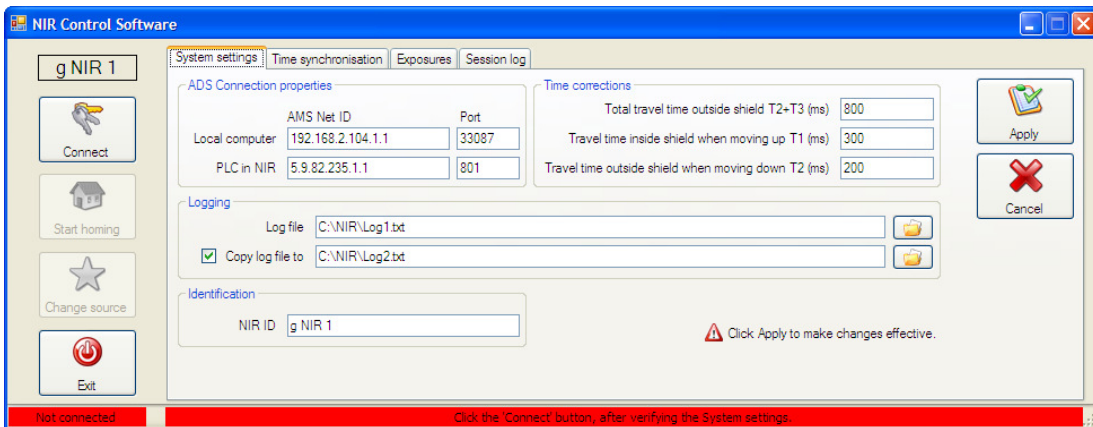 NIR Control Software
g NIR 1
Connect
Start homing
Change source
Exit
System settings Time synchronisation Exposures Session log
ADS Connection properties
AMS Net ID Port
Local computer 192.168.2.104.1.1 33087
PLC in NIR 5.9.82.235.1.1 801
Time corrections
Total travel time outside shield T2+T3 (ms) 800
Travel time inside shield when moving up T1 (ms) 300
Travel time outside shield when moving down T2 (ms) 200
Logging
Log file C:\NIR\Log1.txt
Copy log file to C:\NIR\Log2.txt
Identification
NIR ID g NIR 1
Click Apply to make changes effective.
Apply
Cancel
Not connected Click the 'Connect' button, after verifying the System settings.